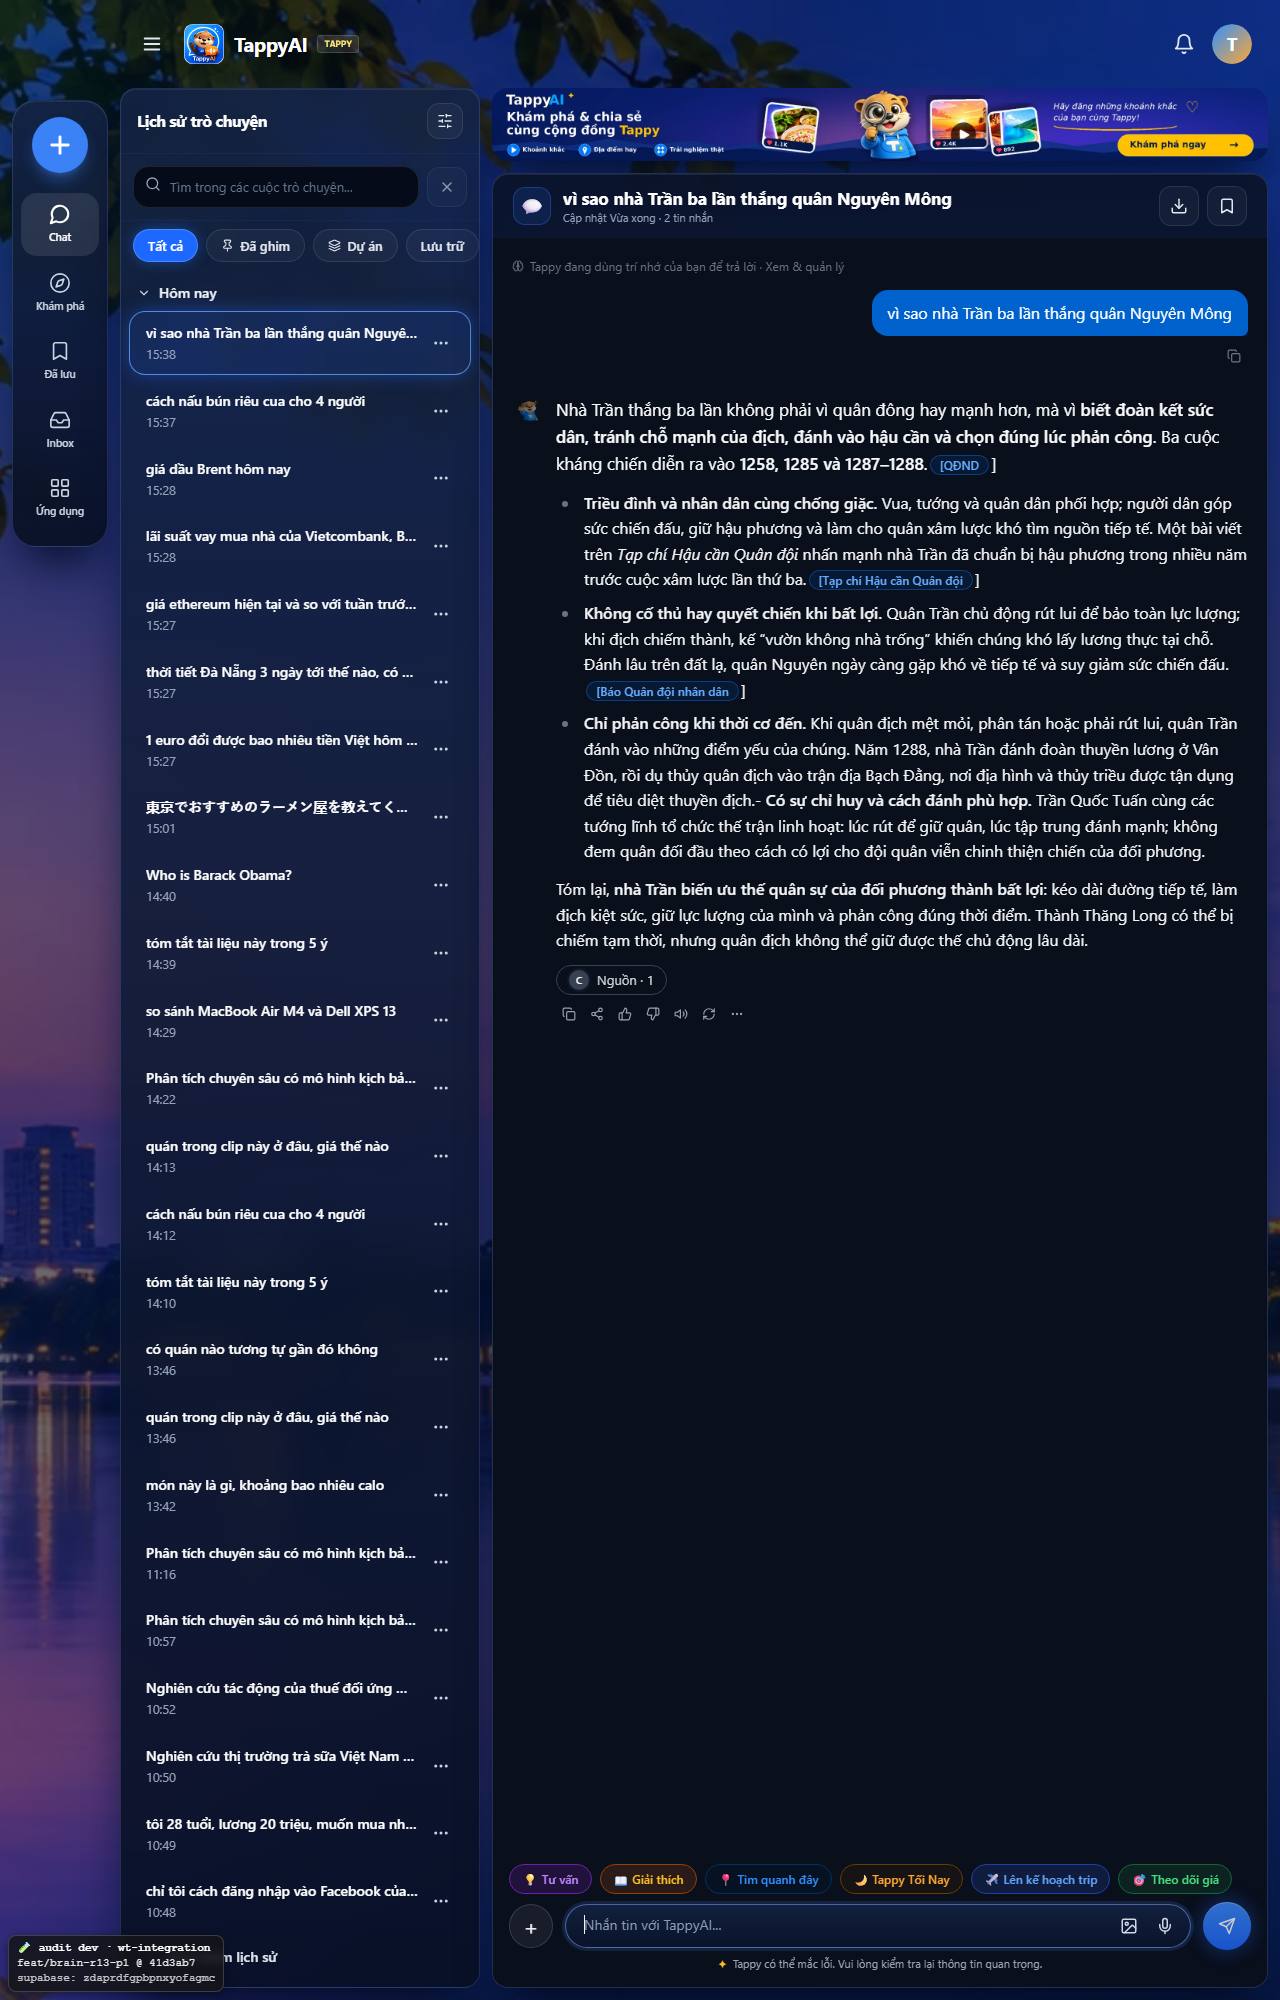 TappyAI TAPPY
T
Lịch sử trò chuyện
Tìm trong các cuộc trò chuyện...
Tất cả
Đã ghim
Dự án
Lưu trữ
Chat
Khám phá
Đã lưu
Inbox
Ứng dụng
Hôm nay
vì sao nhà Trần ba lần thắng quân Nguyê...
15:38
cách nấu bún riêu cua cho 4 người
15:37
giá dầu Brent hôm nay
15:28
lãi suất vay mua nhà của Vietcombank, B...
15:28
giá ethereum hiện tại và so với tuần trướ...
15:27
thời tiết Đà Nẵng 3 ngày tới thế nào, có ...
15:27
1 euro đổi được bao nhiêu tiền Việt hôm ...
15:27
東京でおすすめのラーメン屋を教えてく...
15:01
Who is Barack Obama?
14:40
tóm tắt tài liệu này trong 5 ý
14:39
so sánh MacBook Air M4 và Dell XPS 13
14:29
Phân tích chuyên sâu có mô hình kịch bả...
14:22
quán trong clip này ở đâu, giá thế nào
14:13
cách nấu bún riêu cua cho 4 người
14:12
tóm tắt tài liệu này trong 5 ý
14:10
có quán nào tương tự gần đó không
13:46
quán trong clip này ở đâu, giá thế nào
13:46
món này là gì, khoảng bao nhiêu calo
13:42
Phân tích chuyên sâu có mô hình kịch bả...
11:16
Phân tích chuyên sâu có mô hình kịch bả...
10:57
Nghiên cứu tác động của thuế đối ứng ...
10:52
Nghiên cứu thị trường trà sữa Việt Nam ...
10:50
tôi 28 tuổi, lương 20 triệu, muốn mua nh...
10:49
chỉ tôi cách đăng nhập vào Facebook của...
10:48
lịch sử
audit dev · wt-integration
feat/brain-r13-p1 @ 41d3ab7
supabase: zdaprdfgpbpnxyofagmc
TappyAI
Khám phá & chia sẻ
cùng cộng đồng Tappy
Khoảnh khắc
Địa điểm hay
Trải nghiệm thật
1.1K
2.4K
692
Hãy đăng những khoảnh khắc
của bạn cùng Tappy!
Khám phá ngay →
vì sao nhà Trần ba lần thắng quân Nguyên Mông
Cập nhật Vừa xong · 2 tin nhắn
Tappy đang dùng trí nhớ của bạn để trả lời · Xem & quản lý
vì sao nhà Trần ba lần thắng quân Nguyên Mông
Nhà Trần thắng ba lần không phải vì quân đông hay mạnh hơn, mà vì biết đoàn kết sức
dân, tránh chỗ mạnh của địch, đánh vào hậu cần và chọn đúng lúc phản công. Ba cuộc
kháng chiến diễn ra vào 1258, 1285 và 1287–1288. [QĐND ]
Triều đình và nhân dân cùng chống giặc. Vua, tướng và quân dân phối hợp; người dân góp
sức chiến đấu, giữ hậu phương và làm cho quân xâm lược khó tìm nguồn tiếp tế. Một bài viết
trên Tạp chí Hậu cần Quân đội nhấn mạnh nhà Trần đã chuẩn bị hậu phương trong nhiều năm
trước cuộc xâm lược lần thứ ba. [Tạp chí Hậu cần Quân đội ]
Không cố thủ hay quyết chiến khi bất lợi. Quân Trần chủ động rút lui để bảo toàn lực lượng;
khi địch chiếm thành, kế “vườn không nhà trống” khiến chúng khó lấy lương thực tại chỗ.
Đánh lâu trên đất lạ, quân Nguyên ngày càng gặp khó về tiếp tế và suy giảm sức chiến đấu.
[Báo Quân đội nhân dân ]
Chỉ phản công khi thời cơ đến. Khi quân địch mệt mỏi, phân tán hoặc phải rút lui, quân Trần
đánh vào những điểm yếu của chúng. Năm 1288, nhà Trần đánh đoàn thuyền lương ở Vân
Đồn, rồi dụ thủy quân địch vào trận địa Bạch Đằng, nơi địa hình và thủy triều được tận dụng
để tiêu diệt thuyền địch.- Có sự chỉ huy và cách đánh phù hợp. Trần Quốc Tuấn cùng các
tướng lĩnh tổ chức thế trận linh hoạt: lúc rút để giữ quân, lúc tập trung đánh mạnh; không
đem quân đối đầu theo cách có lợi cho đội quân viễn chinh thiện chiến của đối phương.
Tóm lại, nhà Trần biến ưu thế quân sự của đối phương thành bất lợi: kéo dài đường tiếp tế, làm
địch kiệt sức, giữ lực lượng của mình và phản công đúng thời điểm. Thành Thăng Long có thể bị
chiếm tạm thời, nhưng quân địch không thể giữ được thế chủ động lâu dài.
C Nguồn · 1
Tư vấn
Giải thích
Tìm quanh đây
Tappy Tối Nay
Lên kế hoạch trip
Theo dõi giá
Nhắn tin với TappyAI...
Tappy có thể mắc lỗi. Vui lòng kiểm tra lại thông tin quan trọng.